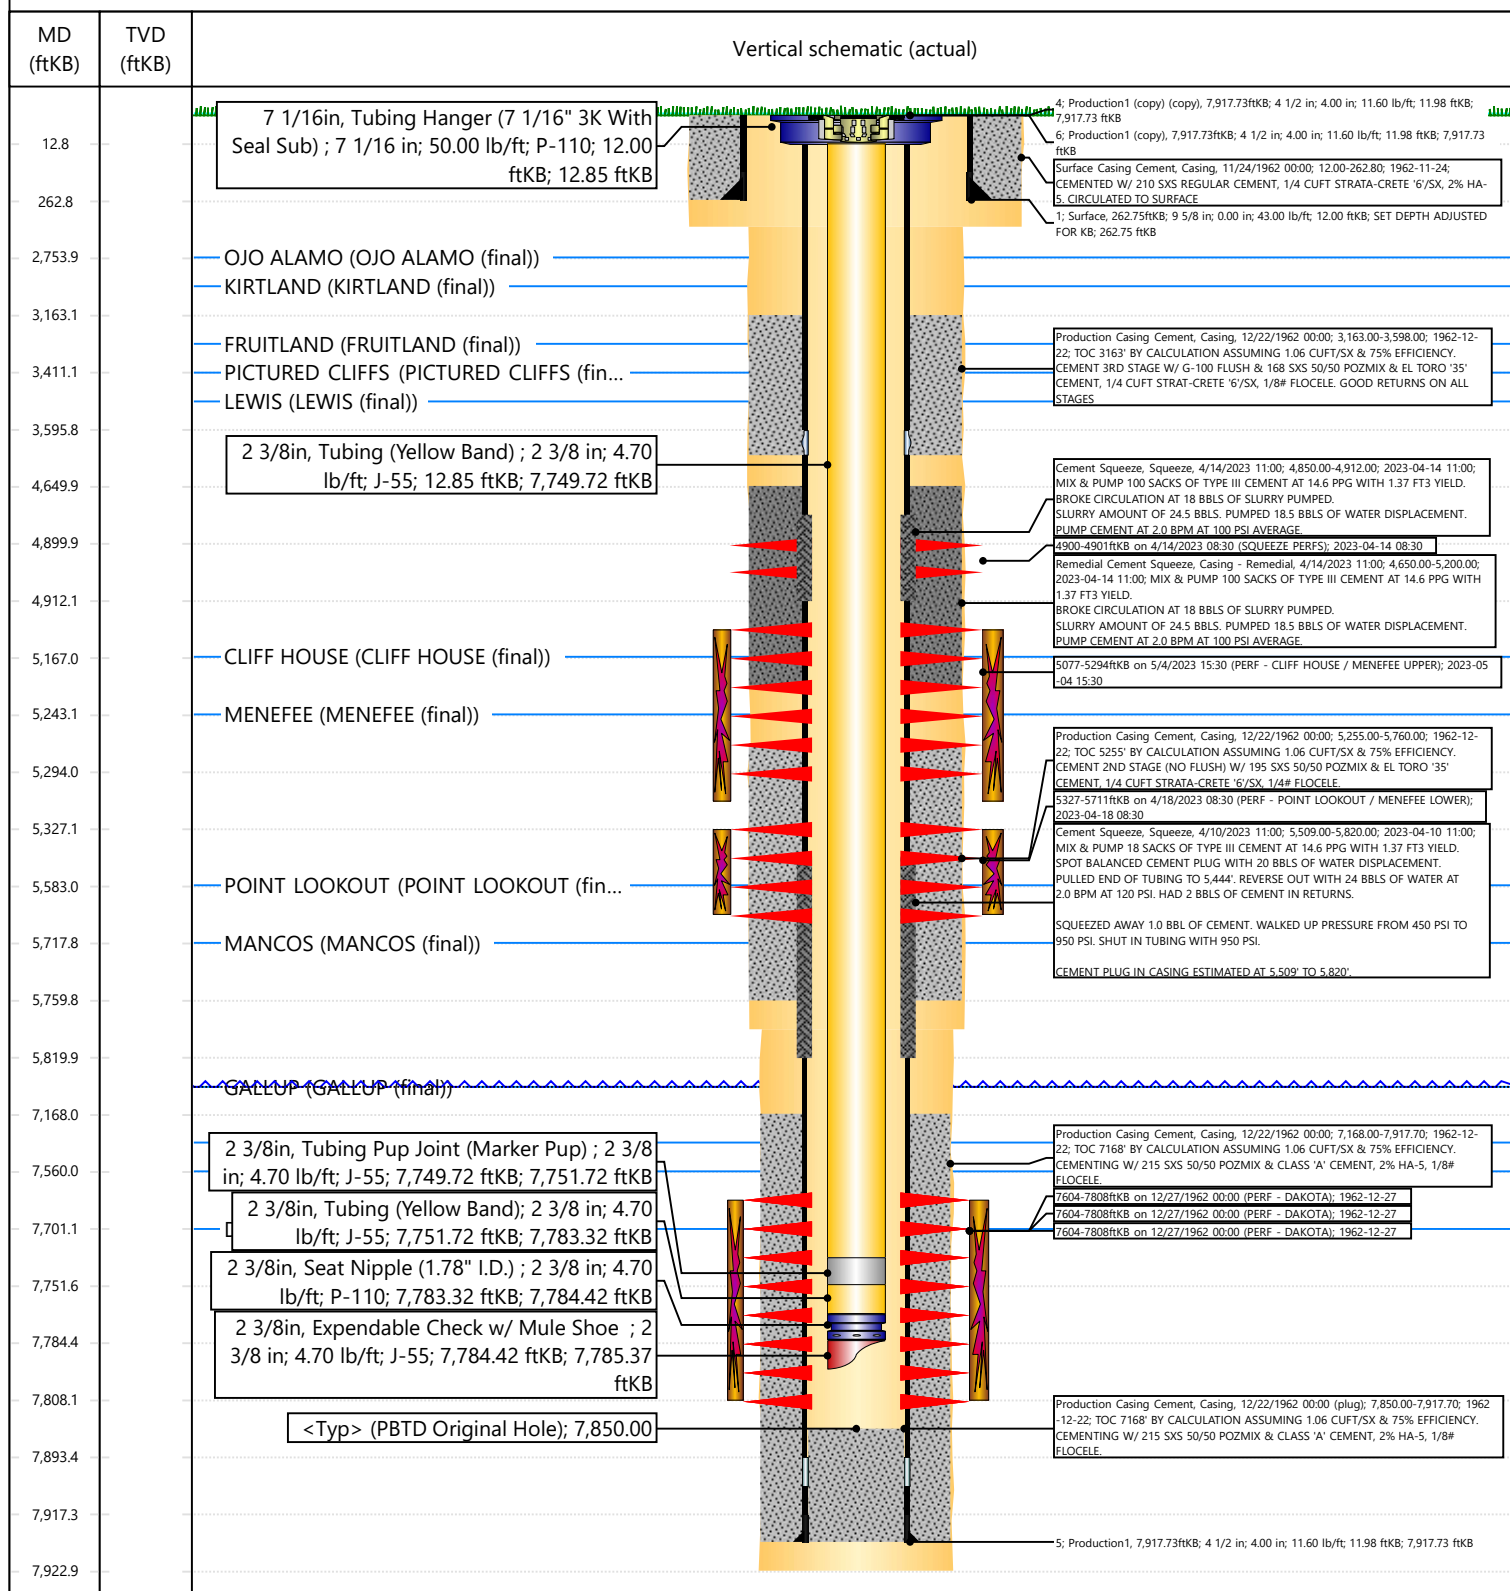 MD
(ftKB)
TVD
(ftKB)
Vertical schematic (actual)
12.8
262.8
2,753.9
3,163.1
3,411.1
3,595.8
4,649.9
4,899.9
4,912.1
5,167.0
5,243.1
5,294.0
5,327.1
5,583.0
5,717.8
5,759.8
5,819.9
7,168.0
7,560.0
7,701.1
7,751.6
7,784.4
7,808.1
7,893.4
7,917.3
7,922.9
7 1/16in, Tubing Hanger (7 1/16" 3K With
Seal Sub) ; 7 1/16 in; 50.00 lb/ft; P-110; 12.00
ftKB; 12.85 ftKB
OJO ALAMO (OJO ALAMO (final))
KIRTLAND (KIRTLAND (final))
FRUITLAND (FRUITLAND (final))
PICTURED CLIFFS (PICTURED CLIFFS (fin...
LEWIS (LEWIS (final))
2 3/8in, Tubing (Yellow Band) ; 2 3/8 in; 4.70
lb/ft; J-55; 12.85 ftKB; 7,749.72 ftKB
CLIFF HOUSE (CLIFF HOUSE (final))
MENEFEE (MENEFEE (final))
POINT LOOKOUT (POINT LOOKOUT (fin...
MANCOS (MANCOS (final))
GALLUP (GALLUP (final))
2 3/8in, Tubing Pup Joint (Marker Pup) ; 2 3/8
in; 4.70 lb/ft; J-55; 7,749.72 ftKB; 7,751.72 ftKB
2 3/8in, Tubing (Yellow Band); 2 3/8 in; 4.70
lb/ft; J-55; 7,751.72 ftKB; 7,783.32 ftKB
2 3/8in, Seat Nipple (1.78" I.D.) ; 2 3/8 in; 4.70
lb/ft; P-110; 7,783.32 ftKB; 7,784.42 ftKB
2 3/8in, Expendable Check w/ Mule Shoe ; 2
3/8 in; 4.70 lb/ft; J-55; 7,784.42 ftKB; 7,785.37
ftKB
<Typ> (PBTD Original Hole); 7,850.00
4; Production1 (copy) (copy), 7,917.73ftKB; 4 1/2 in; 4.00 in; 11.60 lb/ft; 11.98 ftKB;
7,917.73 ftKB
6; Production1 (copy), 7,917.73ftKB; 4 1/2 in; 4.00 in; 11.60 lb/ft; 11.98 ftKB; 7,917.73
ftKB
Surface Casing Cement, Casing, 11/24/1962 00:00; 12.00-262.80; 1962-11-24;
CEMENTED W/ 210 SXS REGULAR CEMENT, 1/4 CUFT STRATA-CRETE '6'/SX, 2% HA-
5. CIRCULATED TO SURFACE
1; Surface, 262.75ftKB; 9 5/8 in; 0.00 in; 43.00 lb/ft; 12.00 ftKB; SET DEPTH ADJUSTED
FOR KB; 262.75 ftKB
Production Casing Cement, Casing, 12/22/1962 00:00; 3,163.00-3,598.00; 1962-12-
22; TOC 3163' BY CALCULATION ASSUMING 1.06 CUFT/SX & 75% EFFICIENCY.
CEMENT 3RD STAGE W/ G-100 FLUSH & 168 SXS 50/50 POZMIX & EL TORO '35'
CEMENT, 1/4 CUFT STRAT-CRETE '6'/SX, 1/8# FLOCELE. GOOD RETURNS ON ALL
STAGES
Cement Squeeze, Squeeze, 4/14/2023 11:00; 4,850.00-4,912.00; 2023-04-14 11:00;
MIX & PUMP 100 SACKS OF TYPE III CEMENT AT 14.6 PPG WITH 1.37 FT3 YIELD.
BROKE CIRCULATION AT 18 BBLS OF SLURRY PUMPED.
SLURRY AMOUNT OF 24.5 BBLS. PUMPED 18.5 BBLS OF WATER DISPLACEMENT.
PUMP CEMENT AT 2.0 BPM AT 100 PSI AVERAGE.
4900-4901ftKB on 4/14/2023 08:30 (SQUEEZE PERFS); 2023-04-14 08:30
Remedial Cement Squeeze, Casing - Remedial, 4/14/2023 11:00; 4,650.00-5,200.00;
2023-04-14 11:00; MIX & PUMP 100 SACKS OF TYPE III CEMENT AT 14.6 PPG WITH
1.37 FT3 YIELD.
BROKE CIRCULATION AT 18 BBLS OF SLURRY PUMPED.
SLURRY AMOUNT OF 24.5 BBLS. PUMPED 18.5 BBLS OF WATER DISPLACEMENT.
PUMP CEMENT AT 2.0 BPM AT 100 PSI AVERAGE.
5077-5294ftKB on 5/4/2023 15:30 (PERF - CLIFF HOUSE / MENEFEE UPPER); 2023-05
-04 15:30
Production Casing Cement, Casing, 12/22/1962 00:00; 5,255.00-5,760.00; 1962-12-
22; TOC 5255' BY CALCULATION ASSUMING 1.06 CUFT/SX & 75% EFFICIENCY.
CEMENT 2ND STAGE (NO FLUSH) W/ 195 SXS 50/50 POZMIX & EL TORO '35'
CEMENT, 1/4 CUFT STRATA-CRETE '6'/SX, 1/4# FLOCELE.
5327-5711ftKB on 4/18/2023 08:30 (PERF - POINT LOOKOUT / MENEFEE LOWER);
2023-04-18 08:30
Cement Squeeze, Squeeze, 4/10/2023 11:00; 5,509.00-5,820.00; 2023-04-10 11:00;
MIX & PUMP 18 SACKS OF TYPE III CEMENT AT 14.6 PPG WITH 1.37 FT3 YIELD.
SPOT BALANCED CEMENT PLUG WITH 20 BBLS OF WATER DISPLACEMENT.
PULLED END OF TUBING TO 5,444'. REVERSE OUT WITH 24 BBLS OF WATER AT
2.0 BPM AT 120 PSI. HAD 2 BBLS OF CEMENT IN RETURNS.
SQUEEZED AWAY 1.0 BBL OF CEMENT. WALKED UP PRESSURE FROM 450 PSI TO
950 PSI. SHUT IN TUBING WITH 950 PSI.
CEMENT PLUG IN CASING ESTIMATED AT 5,509' TO 5,820'.
Production Casing Cement, Casing, 12/22/1962 00:00; 7,168.00-7,917.70; 1962-12-
22; TOC 7168' BY CALCULATION ASSUMING 1.06 CUFT/SX & 75% EFFICIENCY.
CEMENTING W/ 215 SXS 50/50 POZMIX & CLASS 'A' CEMENT, 2% HA-5, 1/8#
FLOCELE.
7604-7808ftKB on 12/27/1962 00:00 (PERF - DAKOTA); 1962-12-27
7604-7808ftKB on 12/27/1962 00:00 (PERF - DAKOTA); 1962-12-27
7604-7808ftKB on 12/27/1962 00:00 (PERF - DAKOTA); 1962-12-27
Production Casing Cement, Casing, 12/22/1962 00:00 (plug); 7,850.00-7,917.70; 1962
-12-22; TOC 7168' BY CALCULATION ASSUMING 1.06 CUFT/SX & 75% EFFICIENCY.
CEMENTING W/ 215 SXS 50/50 POZMIX & CLASS 'A' CEMENT, 2% HA-5, 1/8#
FLOCELE.
5; Production1, 7,917.73ftKB; 4 1/2 in; 4.00 in; 11.60 lb/ft; 11.98 ftKB; 7,917.73 ftKB